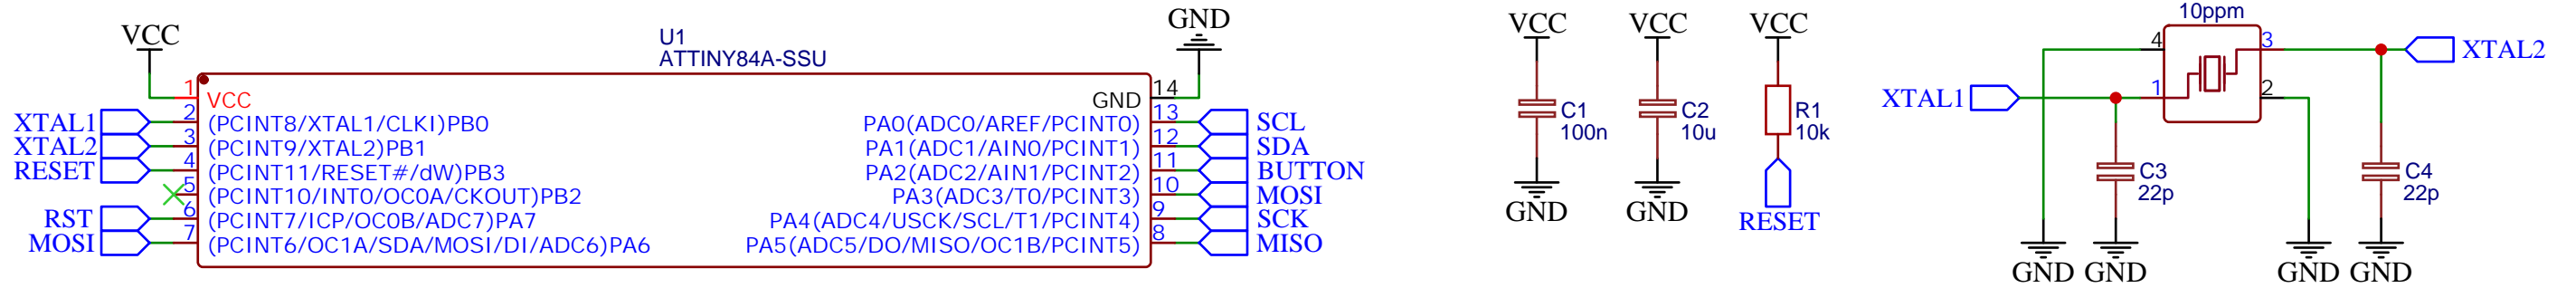 U1
ATTINY84A-SSU
VCC
GND
1
VCC
GND
14
XTAL1
2
(PCINT8/XTAL1/CLKI)PB0
PA0(ADC0/AREF/PCINT0)
13
SCL
XTAL2
3
(PCINT9/XTAL2)PB1
PA1(ADC1/AIN0/PCINT1)
12
SDA
RESET
4
(PCINT11/RESET#/dW)PB3
PA2(ADC2/AIN1/PCINT2)
11
BUTTON
5
(PCINT10/INT0/OC0A/CKOUT)PB2
PA3(ADC3/T0/PCINT3)
10
MOSI
RST
6
(PCINT7/ICP/OC0B/ADC7)PA7
PA4(ADC4/USCK/SCL/T1/PCINT4)
9
SCK
MOSI
7
(PCINT6/OC1A/SDA/MOSI/DI/ADC6)PA6
PA5(ADC5/DO/MISO/OC1B/PCINT5)
8
MISO
VCC
C1
100n
GND
VCC
C2
10u
GND
VCC
R1
10k
RESET
10ppm
4
3
XTAL2
XTAL1
1
2
C3
22p
C4
22p
GND
GND
GND
GND